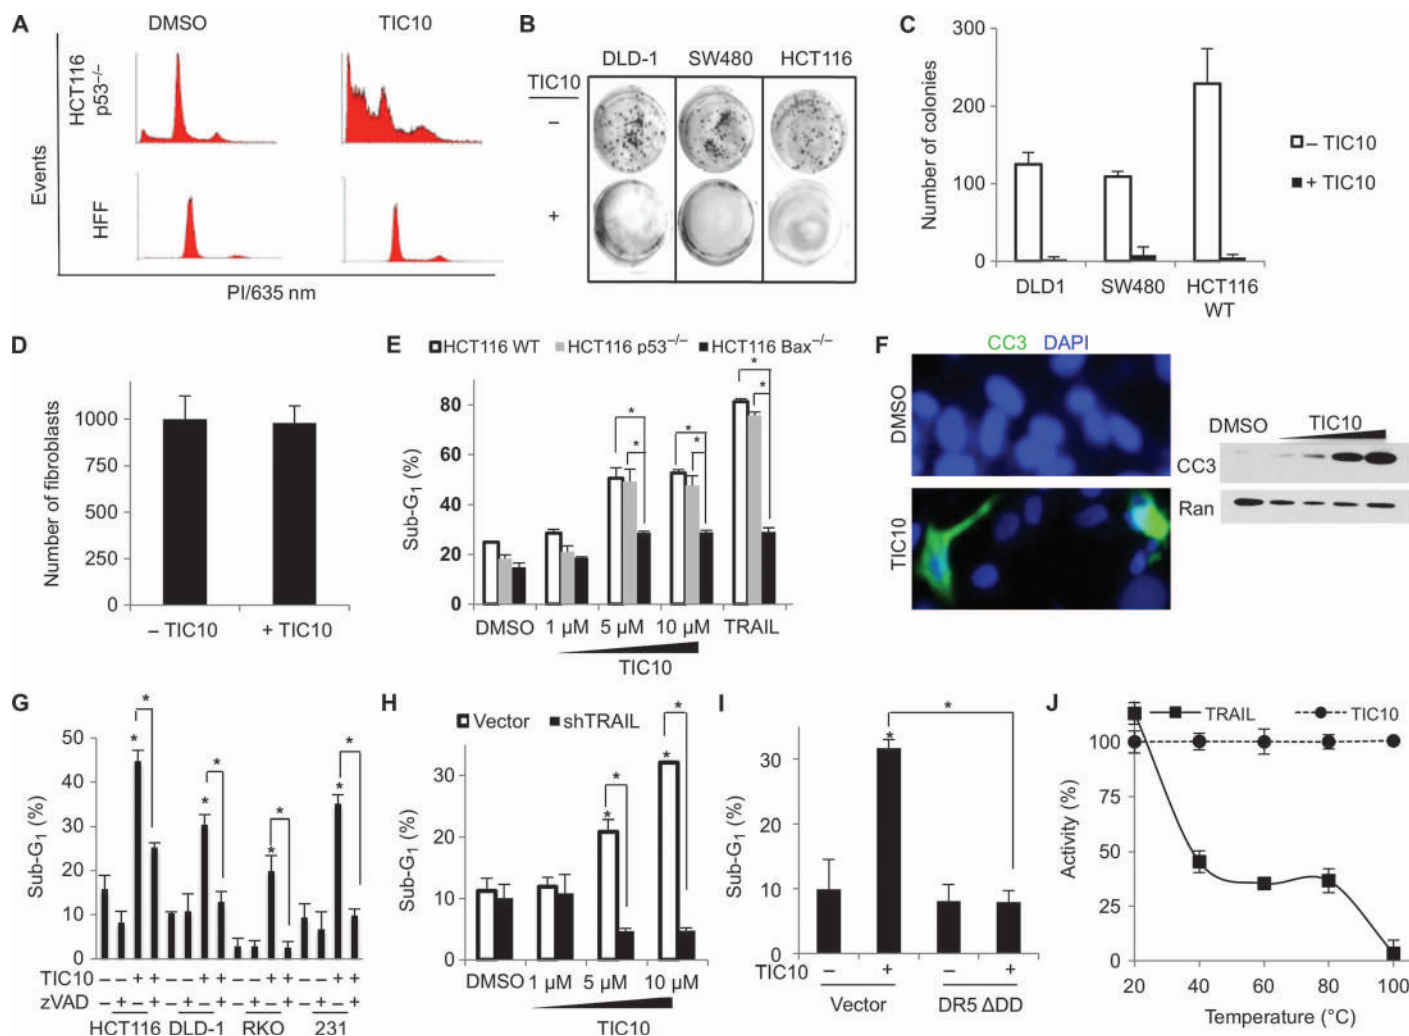 A
DMSO
TIC10
HCT116
p53–/–
HFF
Events
PI/635 nm
B
DLD-1
SW480
HCT116
TIC10
–
+
C
Number of colonies
300
200
100
0
– TIC10
+ TIC10
DLD1
SW480
HCT116
WT
D
Number of fibroblasts
1000
750
500
250
0
– TIC10
+ TIC10
E
HCT116 WT
HCT116 p53–/–
HCT116 Bax–/–
Sub-G1 (%)
80
60
40
20
0
* * * * * *
DMSO
1 µM
5 µM
10 µM
TRAIL
TIC10
F
CC3
DAPI
DMSO
TIC10
DMSO
TIC10
CC3
Ran
G
Sub-G1 (%)
50
40
30
20
10
0
* * * * * * * *
TIC10 – – + + – – + + – – + + – – + +
zVAD – + – + – + – + – + – + – + – +
HCT116
DLD-1
RKO
231
H
Vector
shTRAIL
Sub-G1 (%)
30
20
10
0
* * * *
DMSO
1 µM
5 µM
10 µM
TIC10
I
Sub-G1 (%)
30
20
10
0
* *
TIC10 – + – +
Vector
DR5 ΔDD
J
TRAIL
TIC10
Activity (%)
100
75
50
25
0
20
40
60
80
100
Temperature (°C)